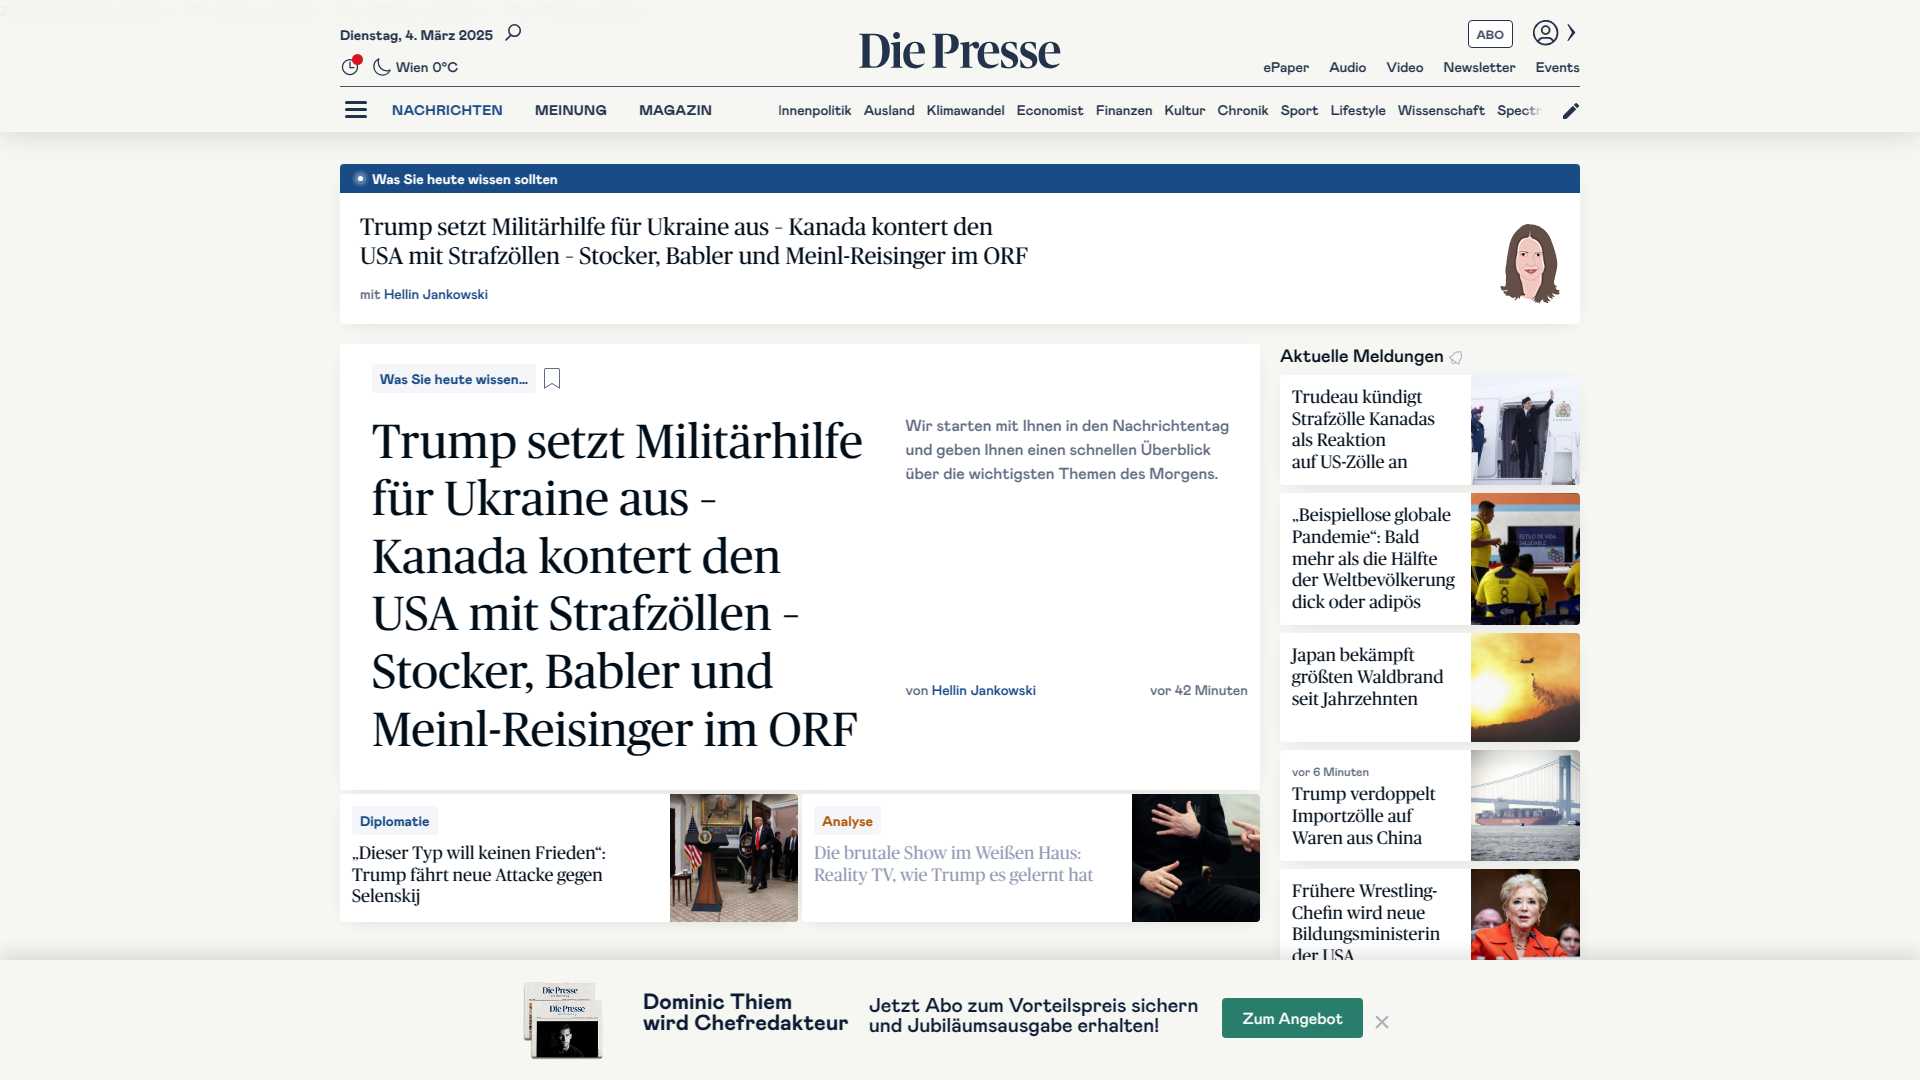 Dienstag, 4. März 2025
Wien 0°C
Die Presse
ABO
ePaper Audio Video Newsletter Events
NACHRICHTEN MEINUNG MAGAZIN
Innenpolitik Ausland Klimawandel Economist Finanzen Kultur Chronik Sport Lifestyle Wissenschaft Spectr
Was Sie heute wissen sollten
Trump setzt Militärhilfe für Ukraine aus – Kanada kontert den
USA mit Strafzöllen – Stocker, Babler und Meinl-Reisinger im ORF
mit Hellin Jankowski
Was Sie heute wissen...
Trump setzt Militärhilfe
für Ukraine aus –
Kanada kontert den
USA mit Strafzöllen –
Stocker, Babler und
Meinl-Reisinger im ORF
Wir starten mit Ihnen in den Nachrichtentag
und geben Ihnen einen schnellen Überblick
über die wichtigsten Themen des Morgens.
von Hellin Jankowski
vor 42 Minuten
Diplomatie
„Dieser Typ will keinen Frieden“:
Trump fährt neue Attacke gegen
Selenskij
Analyse
Die brutale Show im Weißen Haus:
Reality TV, wie Trump es gelernt hat
Aktuelle Meldungen
Trudeau kündigt
Strafzölle Kanadas
als Reaktion
auf US-Zölle an
„Beispiellose globale
Pandemie“: Bald
mehr als die Hälfte
der Weltbevölkerung
dick oder adipös
ESTILO DE VIDA
SALUDABLE
8
Japan bekämpft
größten Waldbrand
seit Jahrzehnten
vor 6 Minuten
Trump verdoppelt
Importzölle auf
Waren aus China
Frühere Wrestling-
Chefin wird neue
Bildungsministerin
der USA
Die Presse
Die Presse
Dominic Thiem
wird Chefredakteur
Jetzt Abo zum Vorteilspreis sichern
und Jubiläumsausgabe erhalten!
Zum Angebot